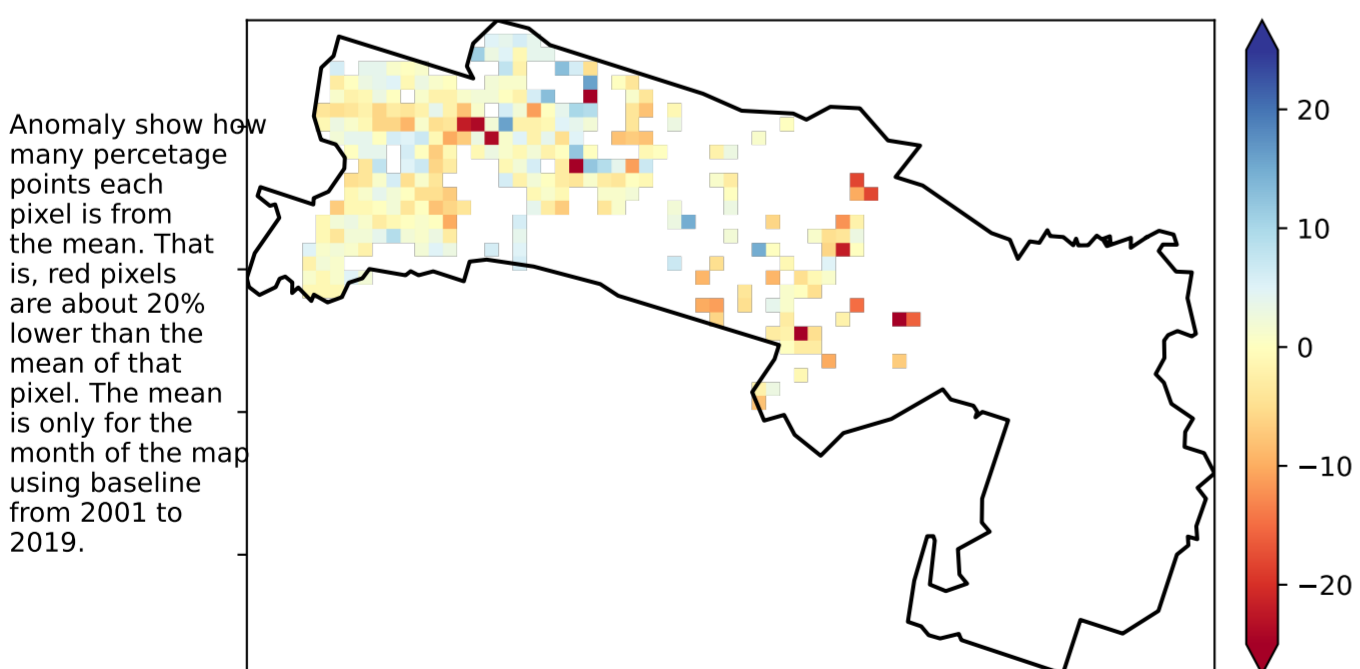 Anomaly show how
many percetage
points each
pixel is from
the mean. That
is, red pixels
are about 20%
lower than the
mean of that
pixel. The mean
is only for the
month of the map
using baseline
from 2001 to
2019.
20
10
0
−10
−20